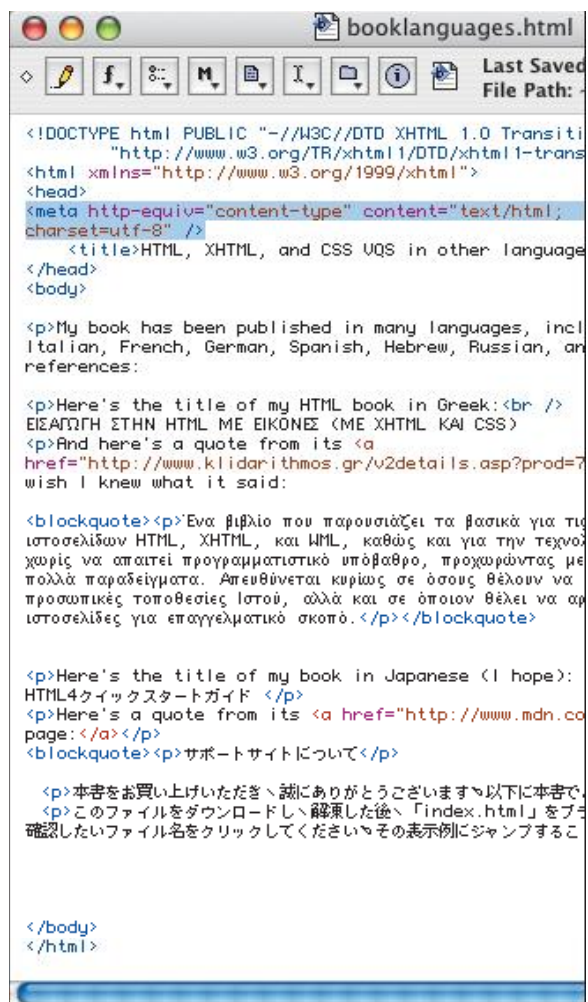 booklanguages.html
Last Saved
File Path: -
<!DOCTYPE html PUBLIC "-//W3C//DTD XHTML 1.0 Transiti
"http://www.w3.org/TR/xhtml1/DTD/xhtml1-trans
<html xmlns="http://www.w3.org/1999/xhtml">
<head>
<meta http-equiv="content-type" content="text/html;
charset=utf-8" />
<title>HTML, XHTML, and CSS VQS in other language
</head>
<body>
<p>My book has been published in many languages, incl
Italian, French, German, Spanish, Hebrew, Russian, an
references:
<p>Here's the title of my HTML book in Greek:<br />
ΕΙΣΑΓΩΓΗ ΣΤΗΝ HTML ΜΕ ΕΙΚΟΝΕΣ (ΜΕ XHTML ΚΑΙ CSS)
<p>And here's a quote from its <a
href="http://www.klidarithmos.gr/v2details.asp?prod=7
wish I knew what it said:
<blockquote><p>Ένα βιβλίο που παρουσιάζει τα βασικά για τις
ιστοσελίδων HTML, XHTML, και WML, καθώς και για την τεχνολ
χωρίς να απαιτεί προγραμματιστικό υπόβαθρο, προχωρώντας με
πολλά παραδείγματα. Απευθύνεται κυρίως σε όσους θέλουν να
προσωπικές τοποθεσίες Ιστού, αλλά και σε όποιον θέλει να αρ
ιστοσελίδες για επαγγελματικό σκοπό.</p></blockquote>
<p>Here's the title of my book in Japanese (I hope):
HTML4クイックスタートガイド </p>
<p>Here's a quote from its <a href="http://www.mdn.co
page:</a></p>
<blockquote><p>サポートサイトについて</p>
<p>本書をお買い上げいただき、誠にありがとうございます。以下に本書で
<p>このファイルをダウンロードし、解凍した後、「index.html」をブラ
確認したいファイル名をクリックしてください。その表示例にジャンプするこ
</body>
</html>